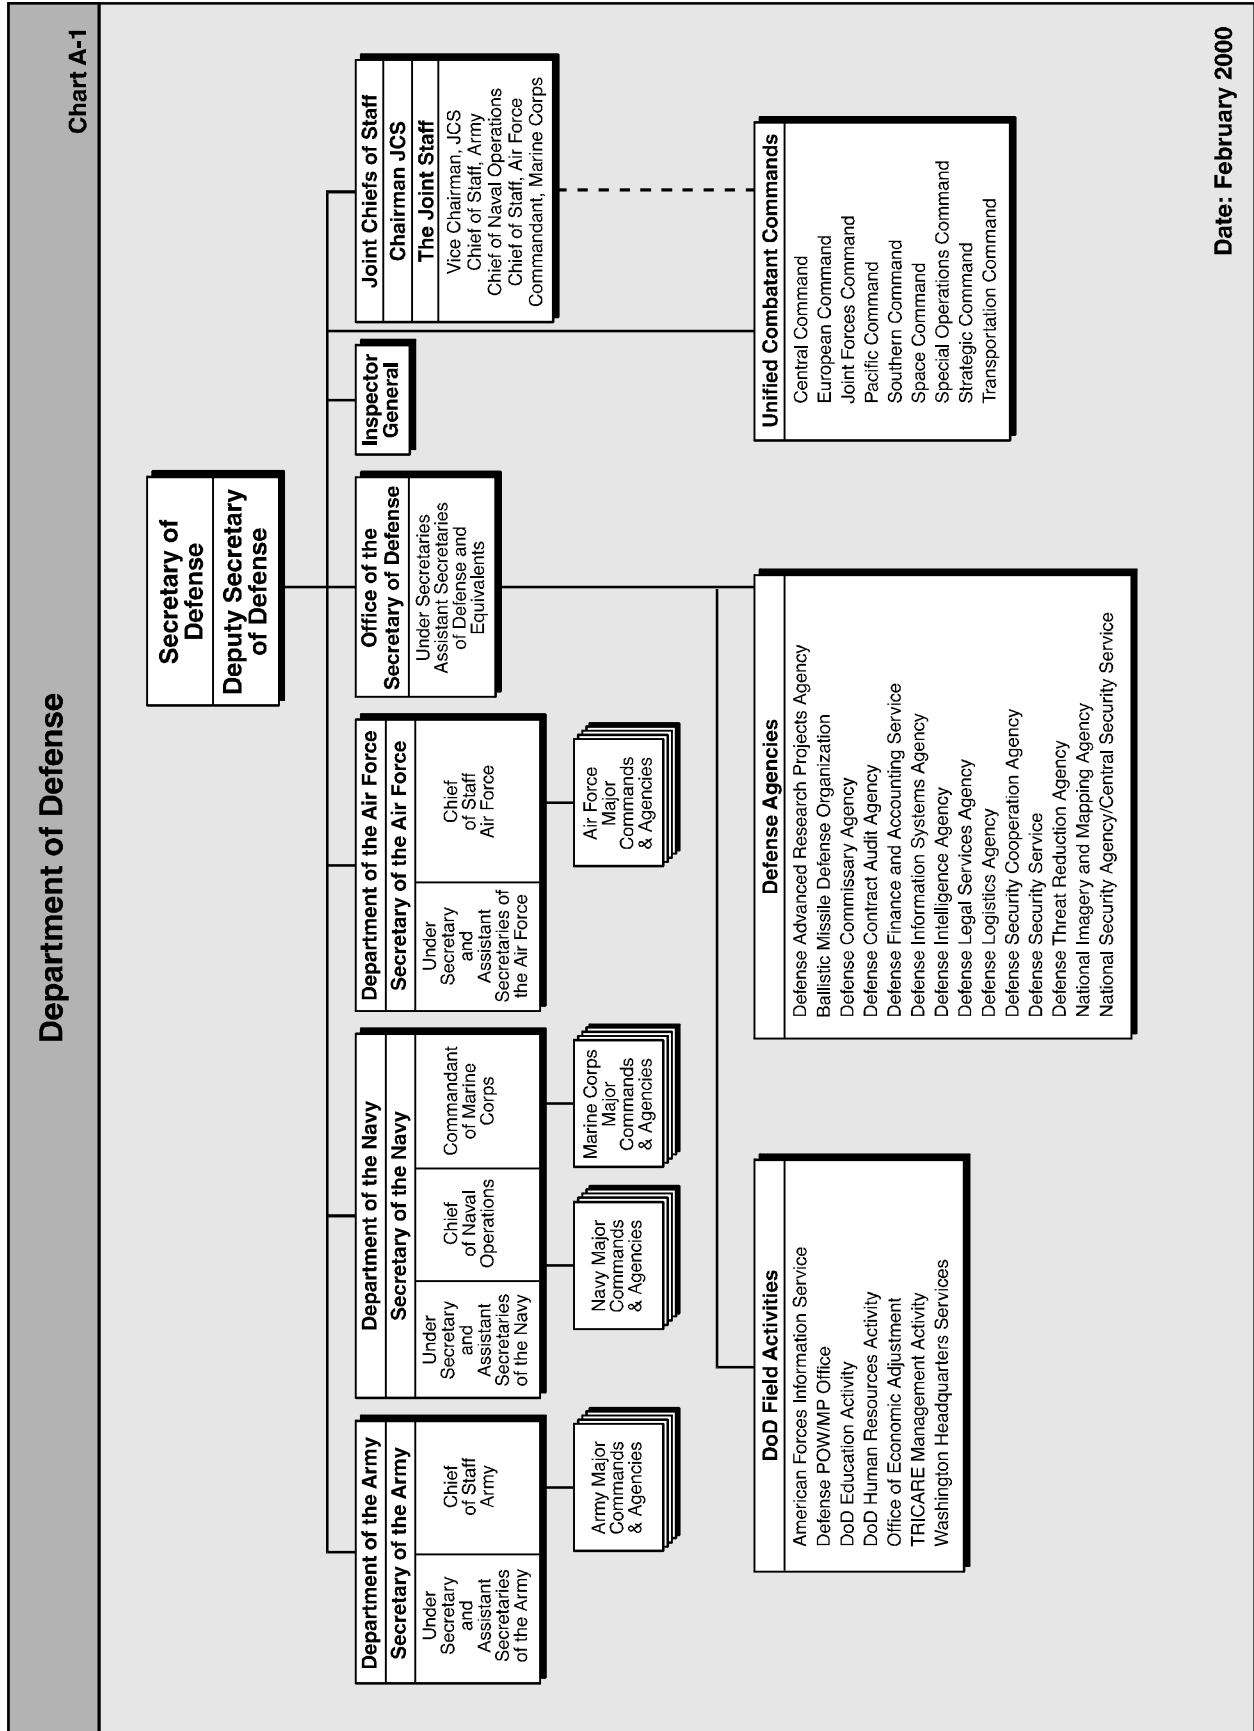 Department of Defense
Chart A-1
Secretary of
Defense
Deputy Secretary
of Defense
Department of the Army
Secretary of the Army
Under
Secretary
and
Assistant
Secretaries
of the Army
Chief
of Staff
Army
Army Major
Commands
& Agencies
Department of the Navy
Secretary of the Navy
Under
Secretary
and
Assistant
Secretaries
of the Navy
Chief
of Naval
Operations
Commandant
of Marine
Corps
Navy Major
Commands
& Agencies
Marine Corps
Major
Commands
& Agencies
Department of the Air Force
Secretary of the Air Force
Under
Secretary
and
Assistant
Secretaries of
the Air Force
Chief
of Staff
Air Force
Air Force
Major
Commands
& Agencies
Office of the
Secretary of Defense
Under Secretaries
Assistant Secretaries
of Defense and
Equivalents
Inspector
General
Joint Chiefs of Staff
Chairman JCS
The Joint Staff
Vice Chairman, JCS
Chief of Staff, Army
Chief of Naval Operations
Chief of Staff, Air Force
Commandant, Marine Corps
DoD Field Activities
American Forces Information Service
Defense POW/MP Office
DoD Education Activity
DoD Human Resources Activity
Office of Economic Adjustment
TRICARE Management Activity
Washington Headquarters Services
Defense Agencies
Defense Advanced Research Projects Agency
Ballistic Missile Defense Organization
Defense Commissary Agency
Defense Contract Audit Agency
Defense Finance and Accounting Service
Defense Information Systems Agency
Defense Intelligence Agency
Defense Legal Services Agency
Defense Logistics Agency
Defense Security Cooperation Agency
Defense Security Service
Defense Threat Reduction Agency
National Imagery and Mapping Agency
National Security Agency/Central Security Service
Unified Combatant Commands
Central Command
European Command
Joint Forces Command
Pacific Command
Southern Command
Space Command
Special Operations Command
Strategic Command
Transportation Command
Date: February 2000